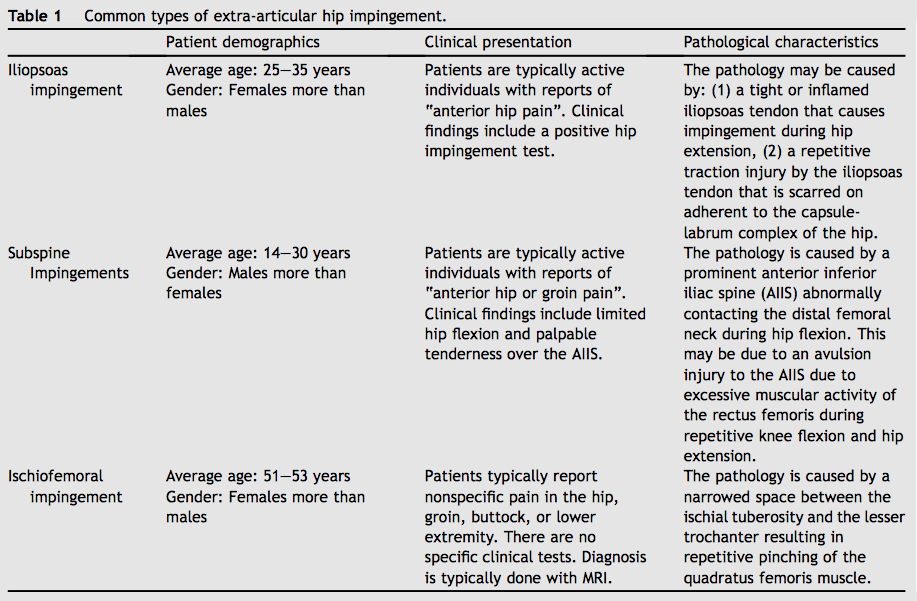 Table 1 Common types of extra-articular hip impingement.
Patient demographics Clinical presentation Pathological characteristics
Iliopsoas
impingement
Average age: 25—35 years
Gender: Females more than
males
Patients are typically active
individuals with reports of
"anterior hip pain". Clinical
findings include a positive hip
impingement test.
The pathology may be caused
by: (1) a tight or inflamed
iliopsoas tendon that causes
impingement during hip
extension, (2) a repetitive
traction injury by the iliopsoas
tendon that is scarred on
adherent to the capsule-
labrum complex of the hip.
Subspine
Impingements
Average age: 14—30 years
Gender: Males more than
females
Patients are typically active
individuals with reports of
"anterior hip or groin pain".
Clinical findings include limited
hip flexion and palpable
tenderness over the AIIS.
The pathology is caused by a
prominent anterior inferior
iliac spine (AIIS) abnormally
contacting the distal femoral
neck during hip flexion. This
may be due to an avulsion
injury to the AIIS due to
excessive muscular activity of
the rectus femoris during
repetitive knee flexion and hip
extension.
Ischiofemoral
impingement
Average age: 51—53 years
Gender: Females more than
males
Patients typically report
nonspecific pain in the hip,
groin, buttock, or lower
extremity. There are no
specific clinical tests. Diagnosis
is typically done with MRI.
The pathology is caused by a
narrowed space between the
ischial tuberosity and the lesser
trochanter resulting in
repetitive pinching of the
quadratus femoris muscle.